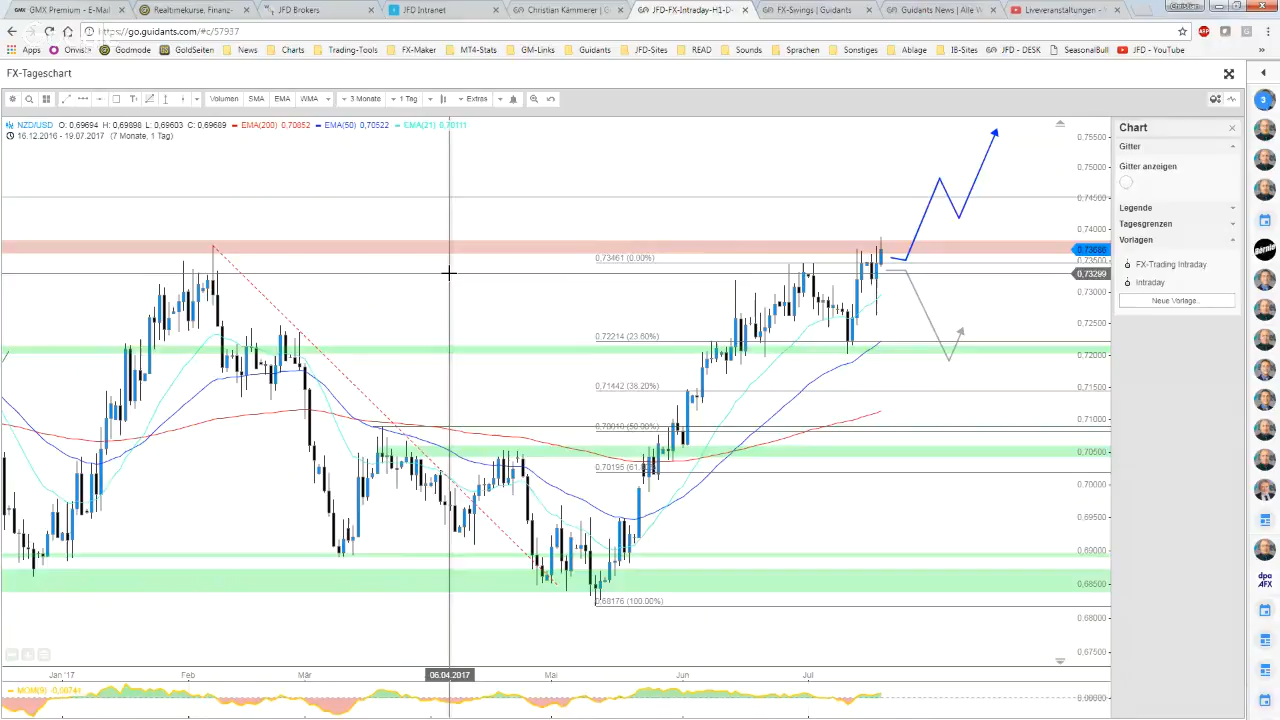 GMX Premium - E-Mail
Realtimekurse, Finanz-
JFD Brokers
JFD Intranet
Christian Kämmerer | G
JFD-FX-Intraday-H1-D-
FX-Swings | Guidants
Guidants News | Alle W
Liveveranstaltungen -
https://go.guidants.com/#c/57937
Apps
Omvis
Godmode
GoldSeiten
News
Charts
Trading-Tools
FX-Maker
MT4-Stats
Guidants
JFD-Sites
Sounds
Sprachen
Sonstiges
Ablage
IB-Sites
JFD - DESK
SeasonalBull
JFD - YouTube
FX-Tageschart
Volumen
SMA
EMA
WMA
3 Monate
1 Tag
Extras
NZD/USD O: 0,69694 H: 0,69898 L: 0,69603 C: 0,69689 EMA(200) 0,70852 EMA(50) 0,70522 EMA(21) 0,70111
16.12.2016 - 19.07.2017 (7 Monate, 1 Tag)
0,75500
0,75000
0,74500
0,74000
0,73686
0,73500
0,73299
0,73000
0,72500
0,72000
0,71500
0,71000
0,70500
0,70000
0,69500
0,69000
0,68500
0,68000
0,67500
0,73461 (0.00%)
0,72214 (23.60%)
0,71442 (38.20%)
0,70195 (61.
0,68176 (100.00%)
Jan '17
Feb
Mär
06.04.2017
Mai
Jun
Jul
MOM(9) -0,00741
0,00000
Chart
Gitter
Gitter anzeigen
Legende
Tagesgrenzen
Vorlagen
FX-Trading Intraday
Intraday
Neue Vorlage..
3
dpa
AFX